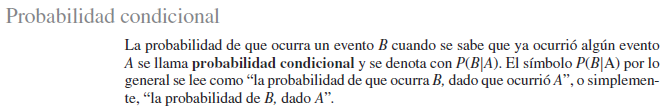 Probabilidad condicional
La probabilidad de que ocurra un evento B cuando se sabe que ya ocurrió algún evento
A se llama probabilidad condicional y se denota con P(B|A). El símbolo P(B|A) por lo
general se lee como “la probabilidad de que ocurra B, dado que ocurrió A”, o simplemen-
te, “la probabilidad de B, dado A”.